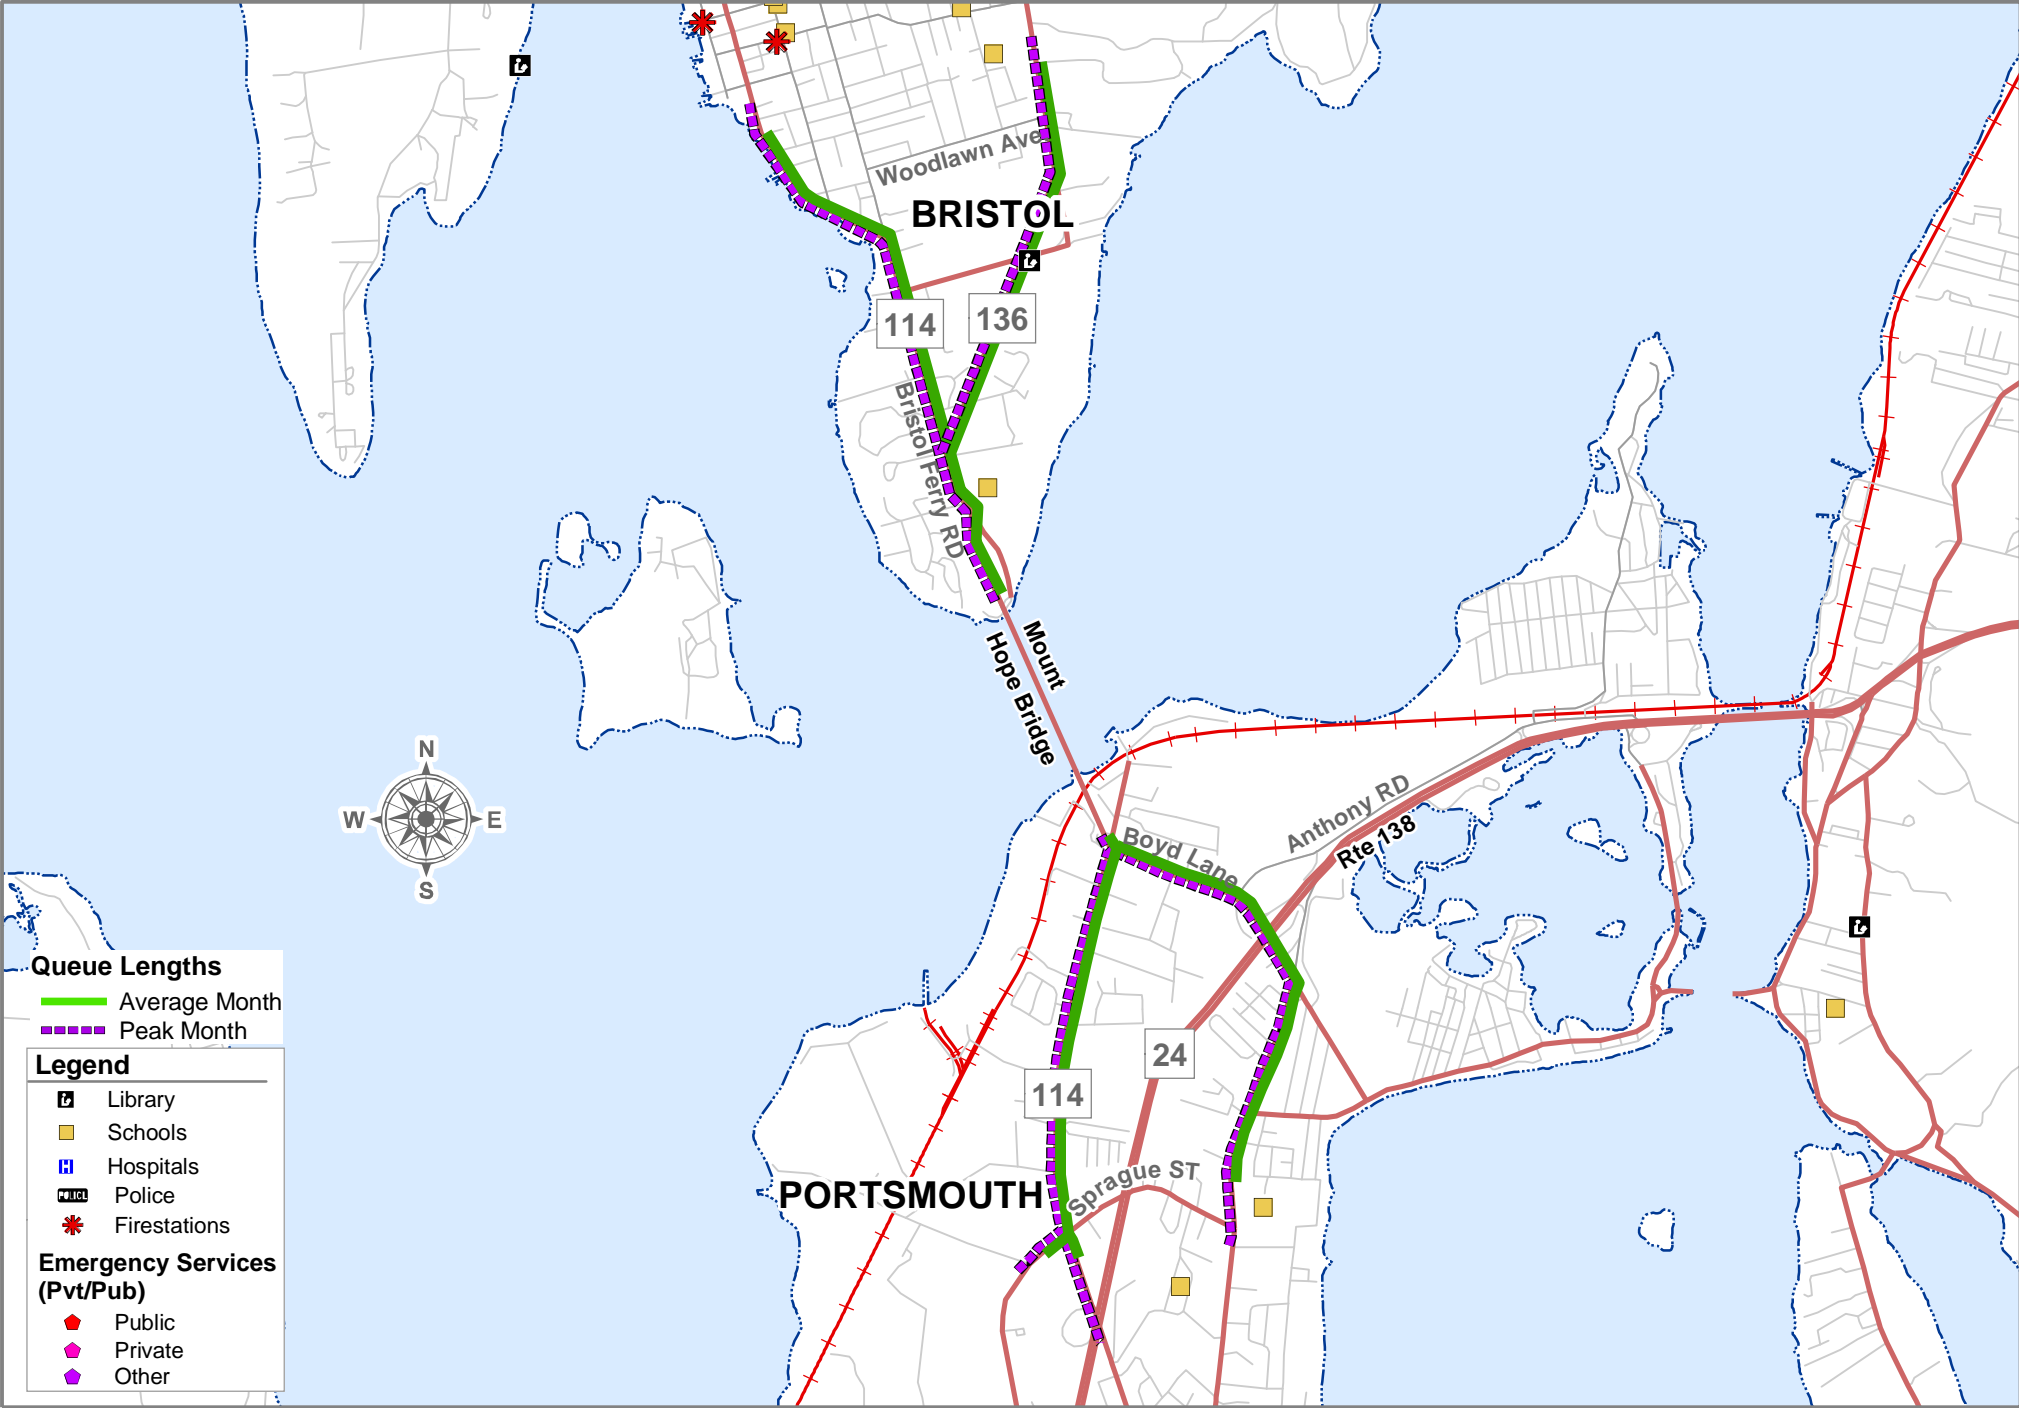 Woodlawn Ave
BRISTOL
114
136
Bristol Ferry RD
Mount
Hope Bridge
N
W
E
S
Anthony RD
Rte 138
Boyd Lane
24
114
Sprague ST
PORTSMOUTH
Queue Lengths
Average Month
Peak Month
Legend
Library
Schools
H Hospitals
POLICE Police
Firestations
Emergency Services
(Pvt/Pub)
Public
Private
Other